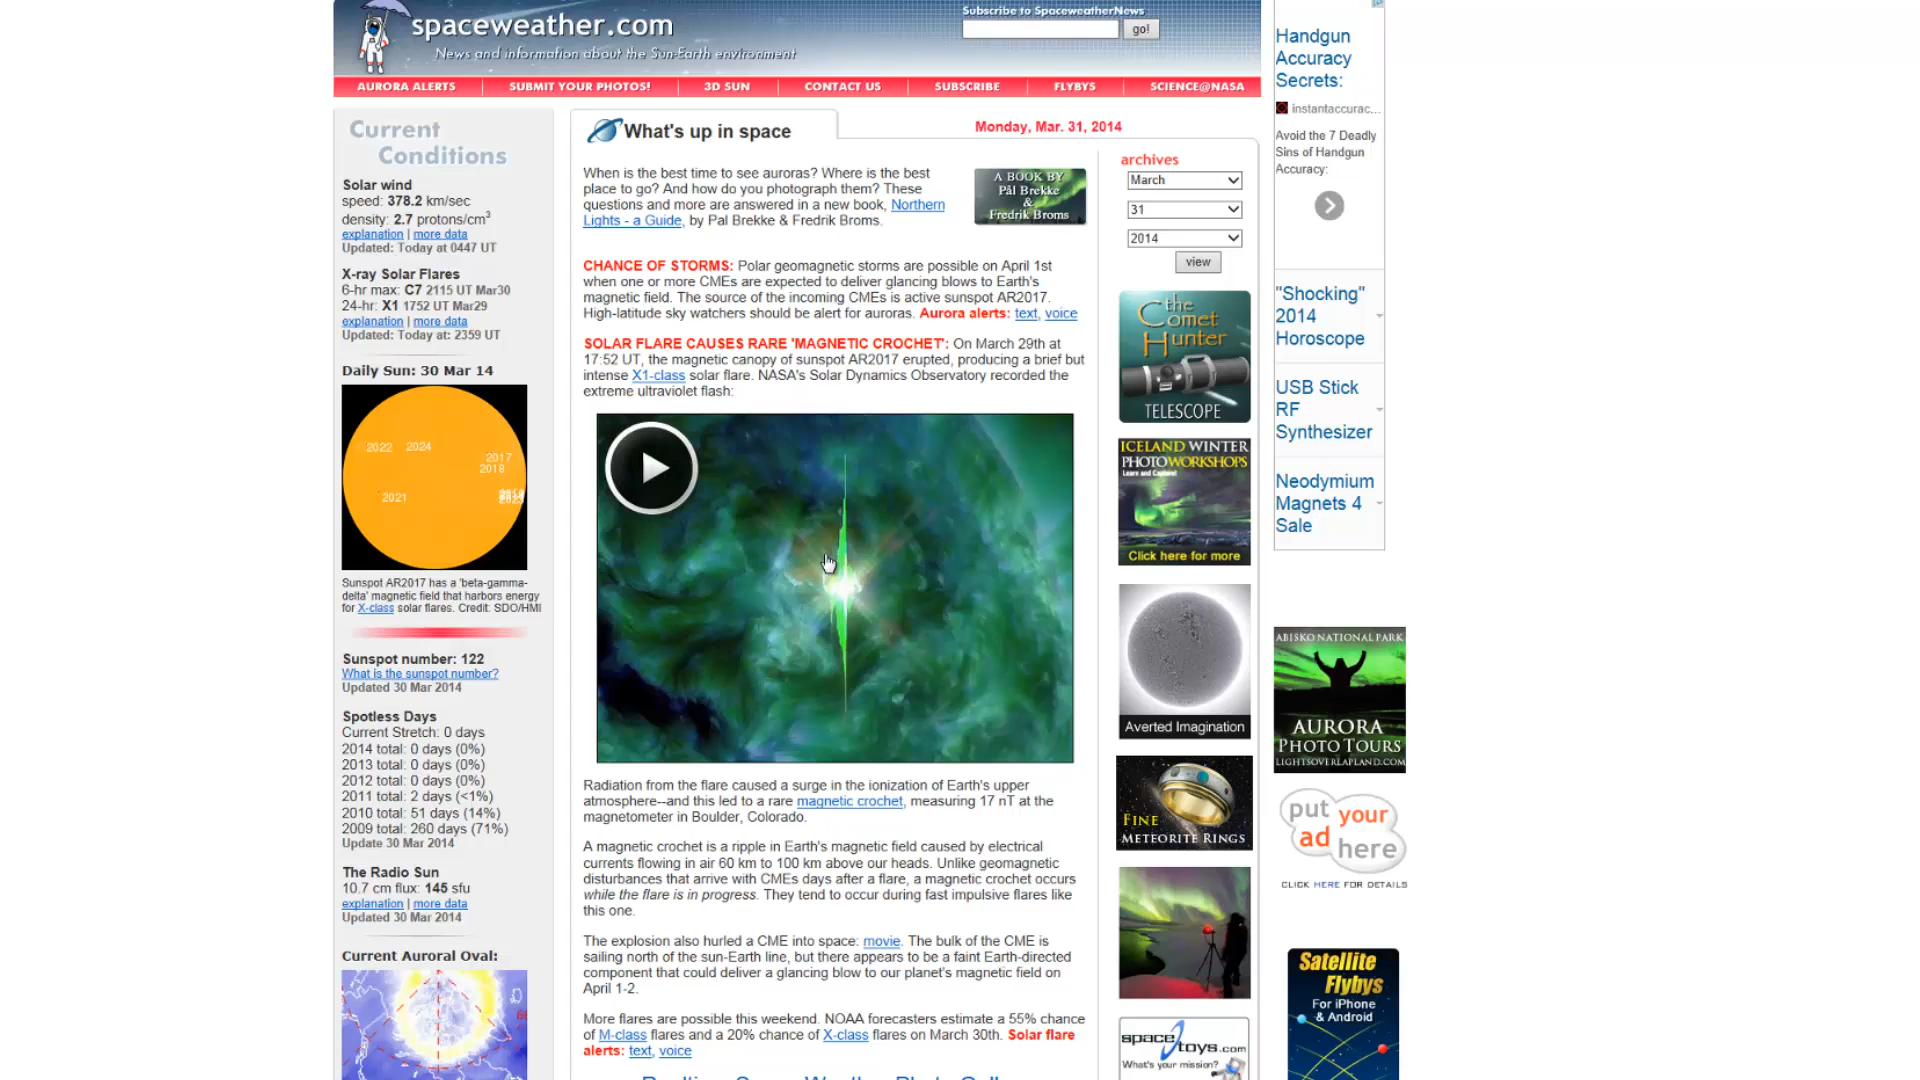 spaceweather.com
News and information about the Sun-Earth environment
Subscribe to SpaceweatherNews
go!
AURORA ALERTS
SUBMIT YOUR PHOTOS!
3D SUN
CONTACT US
SUBSCRIBE
FLYBYS
SCIENCE@NASA
Current
Conditions
Solar wind
speed: 378.2 km/sec
density: 2.7 protons/cm3
explanation | more data
Updated: Today at 0447 UT
X-ray Solar Flares
6-hr max: C7 2115 UT Mar30
24-hr: X1 1752 UT Mar29
explanation | more data
Updated: Today at: 2359 UT
Daily Sun: 30 Mar 14
2022
2024
2017
2018
2021
Sunspot AR2017 has a 'beta-gamma-
delta' magnetic field that harbors energy
for X-class solar flares. Credit: SDO/HMI
Sunspot number: 122
What is the sunspot number?
Updated 30 Mar 2014
Spotless Days
Current Stretch: 0 days
2014 total: 0 days (0%)
2013 total: 0 days (0%)
2012 total: 0 days (0%)
2011 total: 2 days (<1%)
2010 total: 51 days (14%)
2009 total: 260 days (71%)
Update 30 Mar 2014
The Radio Sun
10.7 cm flux: 145 sfu
explanation | more data
Updated 30 Mar 2014
Current Auroral Oval:
What's up in space
Monday, Mar. 31, 2014
When is the best time to see auroras? Where is the best
place to go? And how do you photograph them? These
questions and more are answered in a new book, Northern
Lights - a Guide, by Pal Brekke & Fredrik Broms.
A BOOK BY
Pål Brekke
&
Fredrik Broms
CHANCE OF STORMS: Polar geomagnetic storms are possible on April 1st
when one or more CMEs are expected to deliver glancing blows to Earth's
magnetic field. The source of the incoming CMEs is active sunspot AR2017.
High-latitude sky watchers should be alert for auroras. Aurora alerts: text, voice
SOLAR FLARE CAUSES RARE 'MAGNETIC CROCHET': On March 29th at
17:52 UT, the magnetic canopy of sunspot AR2017 erupted, producing a brief but
intense X1-class solar flare. NASA's Solar Dynamics Observatory recorded the
extreme ultraviolet flash:
Radiation from the flare caused a surge in the ionization of Earth's upper
atmosphere--and this led to a rare magnetic crochet, measuring 17 nT at the
magnetometer in Boulder, Colorado.
A magnetic crochet is a ripple in Earth's magnetic field caused by electrical
currents flowing in air 60 km to 100 km above our heads. Unlike geomagnetic
disturbances that arrive with CMEs days after a flare, a magnetic crochet occurs
while the flare is in progress. They tend to occur during fast impulsive flares like
this one.
The explosion also hurled a CME into space: movie. The bulk of the CME is
sailing north of the sun-Earth line, but there appears to be a faint Earth-directed
component that could deliver a glancing blow to our planet's magnetic field on
April 1-2.
More flares are possible this weekend. NOAA forecasters estimate a 55% chance
of M-class flares and a 20% chance of X-class flares on March 30th. Solar flare
alerts: text, voice
archives
March
31
2014
view
the
Comet
Hunter
TELESCOPE
ICELAND WINTER
PHOTOWORKSHOPS
Learn and Capture!
Click here for more
Averted Imagination
FINE
METEORITE RINGS
space toys.com
What's your mission?
Handgun
Accuracy
Secrets:
instantaccurac...
Avoid the 7 Deadly
Sins of Handgun
Accuracy:
"Shocking"
2014
Horoscope
USB Stick
RF
Synthesizer
Neodymium
Magnets 4
Sale
ABISKO NATIONAL PARK
AURORA
PHOTO TOURS
LIGHTSOVERLAPLAND.COM
put your
ad here
CLICK HERE FOR DETAILS
Satellite
Flybys
For iPhone
& Android